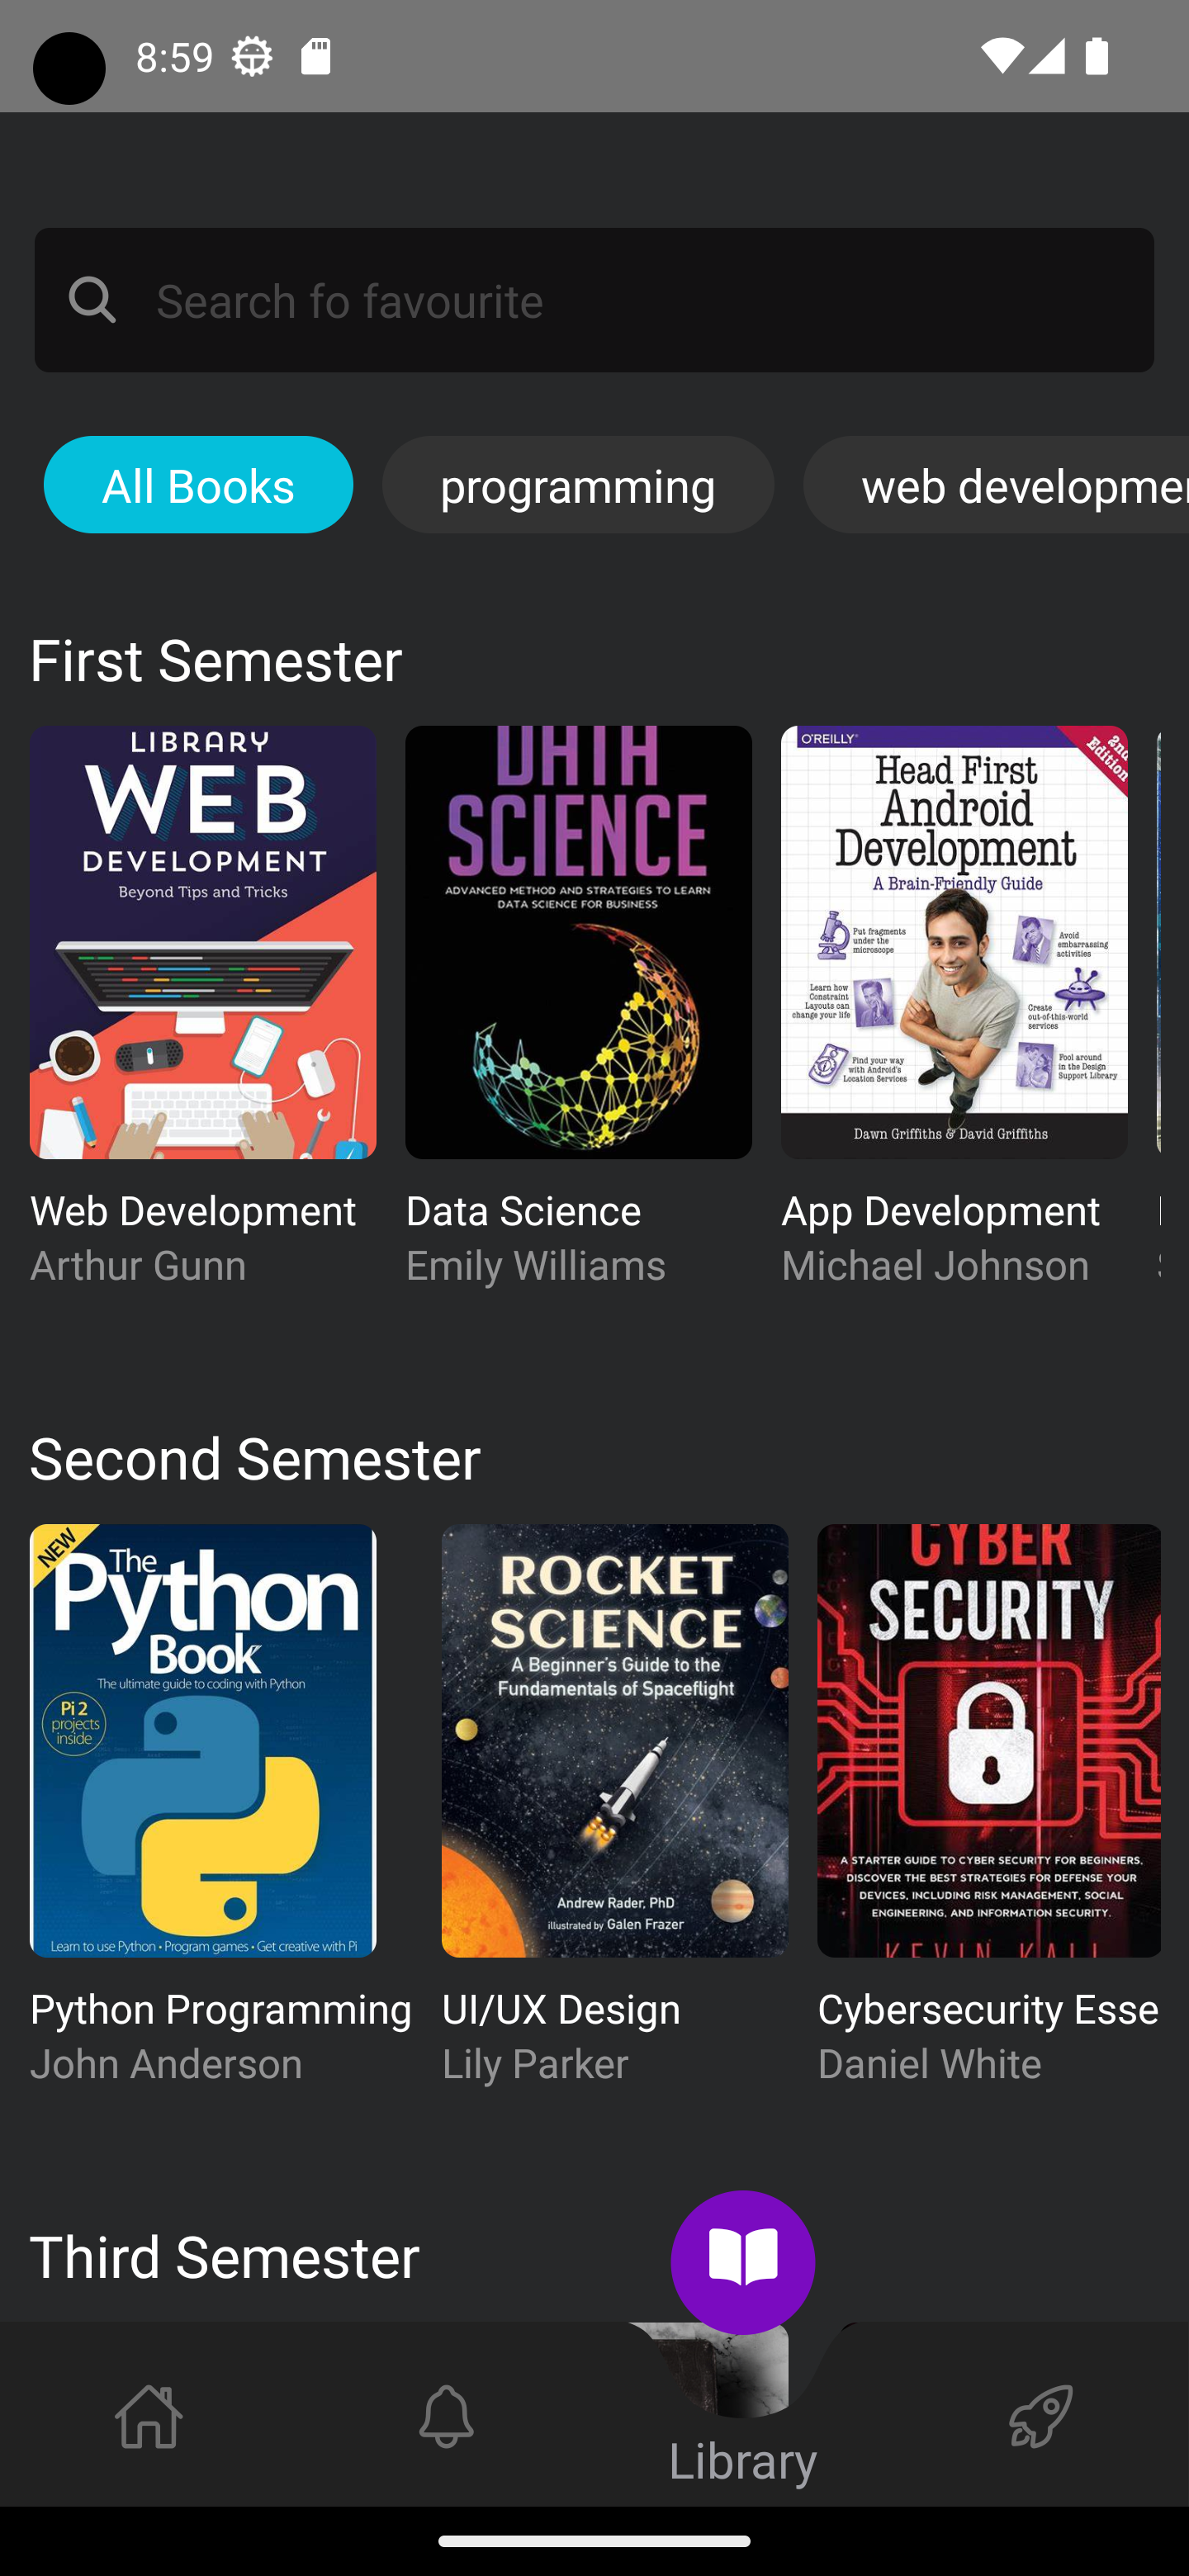 8:59
Search fo favourite
All Books
programming
web developmen
First Semester
LIBRARY
WEB
DEVELOPMENT
Beyond Tips and Tricks
DATA
SCIENCE
ADVANCED METHOD AND STRATEGIES TO LEARN
DATA SCIENCE FOR BUSINESS
O'REILLY®
2nd
Edition
Head First
Android
Development
A Brain-Friendly Guide
Put fragments
under the
microscope
Avoid
embarrassing
activities
Learn how
Constraint
Layouts can
change your life
Create
out-of-this-world
services
Find your way
with Android's
Location Services
Fool around
in the Design
Support Library
Dawn Griffiths & David Griffiths
Web Development
Arthur Gunn
Data Science
Emily Williams
App Development
Michael Johnson
Second Semester
NEW
The
Python
Book
The ultimate guide to coding with Python
Pi 2
projects
inside
Learn to use Python • Program games • Get creative with Pi
ROCKET
SCIENCE
A Beginner's Guide to the
Fundamentals of Spaceflight
Andrew Rader, PhD
illustrated by Galen Frazer
CYBER
SECURITY
A STARTER GUIDE TO CYBER SECURITY FOR BEGINNERS,
DISCOVER THE BEST STRATEGIES FOR DEFENSE YOUR
DEVICES, INCLUDING RISK MANAGEMENT, SOCIAL
ENGINEERING, AND INFORMATION SECURITY.
KEVIN KALI
Python Programming
John Anderson
UI/UX Design
Lily Parker
Cybersecurity Esse
Daniel White
Third Semester
Library